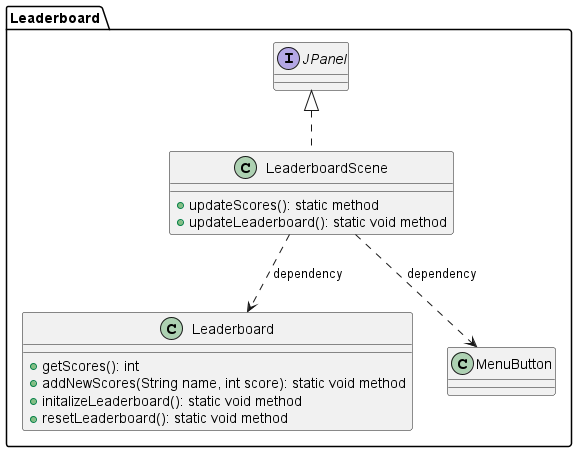 Leaderboard
I JPanel
C LeaderboardScene
updateScores(): static method
updateLeaderboard(): static void method
dependency
dependency
C Leaderboard
getScores(): int
addNewScores(String name, int score): static void method
initalizeLeaderboard(): static void method
resetLeaderboard(): static void method
C MenuButton